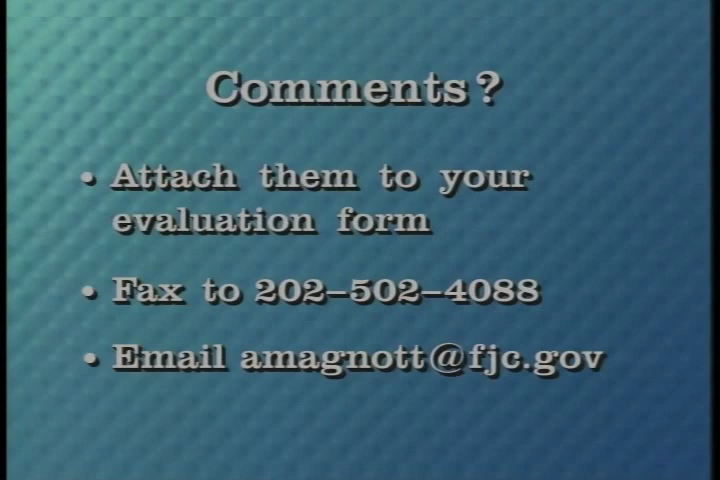 Comments?
• Attach them to your
evaluation form
• Fax to 202-502-4088
• Email amagnott@fjc.gov